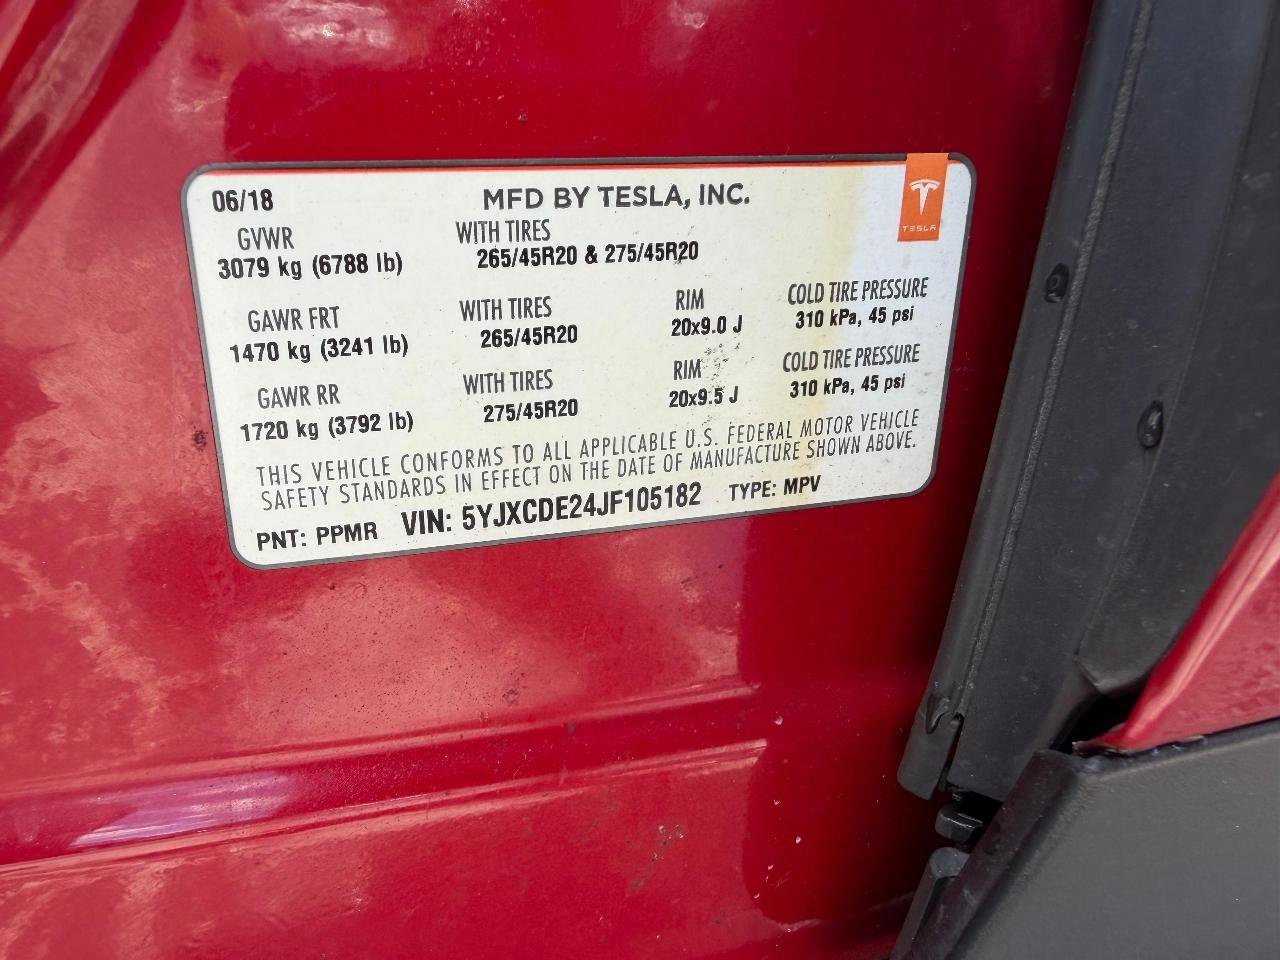 06/18 MFD BY TESLA, INC.
TESLA
GVWR WITH TIRES
3079 kg (6788 lb) 265/45R20 & 275/45R20
GAWR FRT WITH TIRES RIM COLD TIRE PRESSURE
1470 kg (3241 lb) 265/45R20 20x9.0 J 310 kPa, 45 psi
GAWR RR WITH TIRES RIM COLD TIRE PRESSURE
1720 kg (3792 lb) 275/45R20 20x9.5 J 310 kPa, 45 psi
THIS VEHICLE CONFORMS TO ALL APPLICABLE U.S. FEDERAL MOTOR VEHICLE
SAFETY STANDARDS IN EFFECT ON THE DATE OF MANUFACTURE SHOWN ABOVE.
PNT: PPMR VIN: 5YJXCDE24JF105182 TYPE: MPV